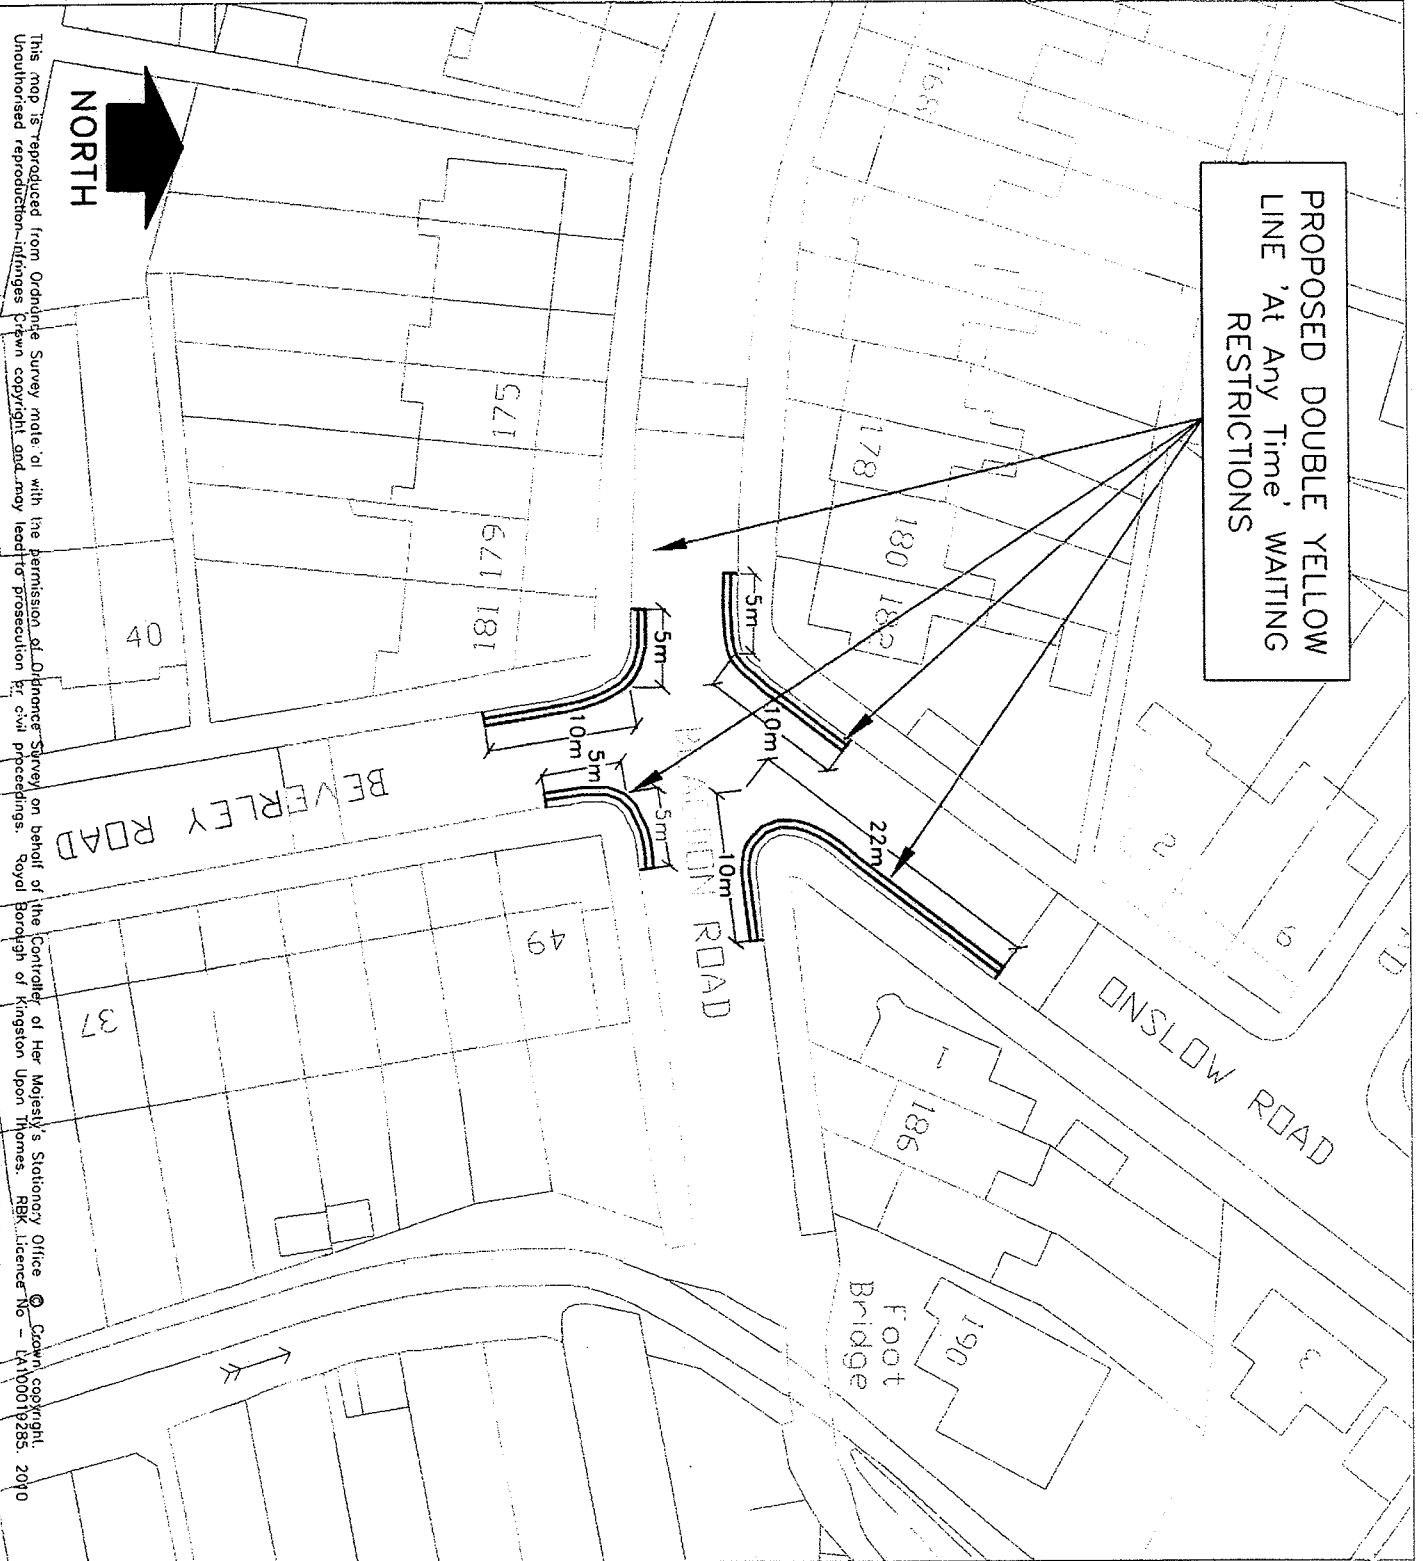 PROPOSED DOUBLE YELLOW
LINE 'At Any Time' WAITING
RESTRICTIONS
NORTH
168
178
180
182
175
179
181
40
2
6
5m
10m
5m
10m
5m
5m
10m
22m
BEVERLEY ROAD
ROAD
ONSLOW ROAD
49
37
1
186
190
3
Foot
Bridge
This map is reproduced from Ordnance Survey material with the permission of Ordnance Survey on behalf of the Controller of Her Majesty's Stationary Office © Crown copyright.
Unauthorised reproduction infringes Crown copyright and may lead to prosecution or civil proceedings. Royal Borough of Kingston Upon Thames. RBK Licence No - LA100019285. 2010